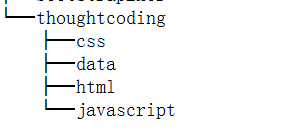 └──thoughtcoding
├──css
├──data
├──html
└──javascript